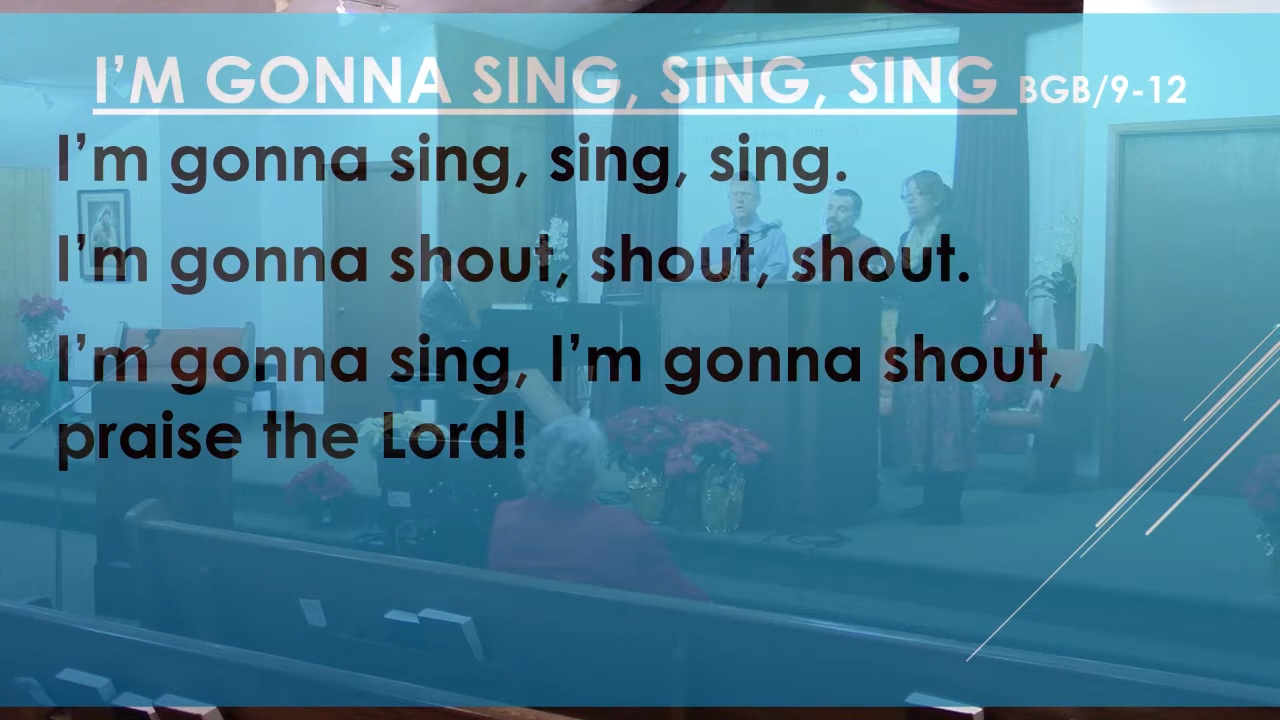 I'M GONNA SING, SING, SING BGB/9-12
I'm gonna sing, sing, sing.
I'm gonna shout, shout, shout.
I'm gonna sing, I'm gonna shout,
praise the Lord!